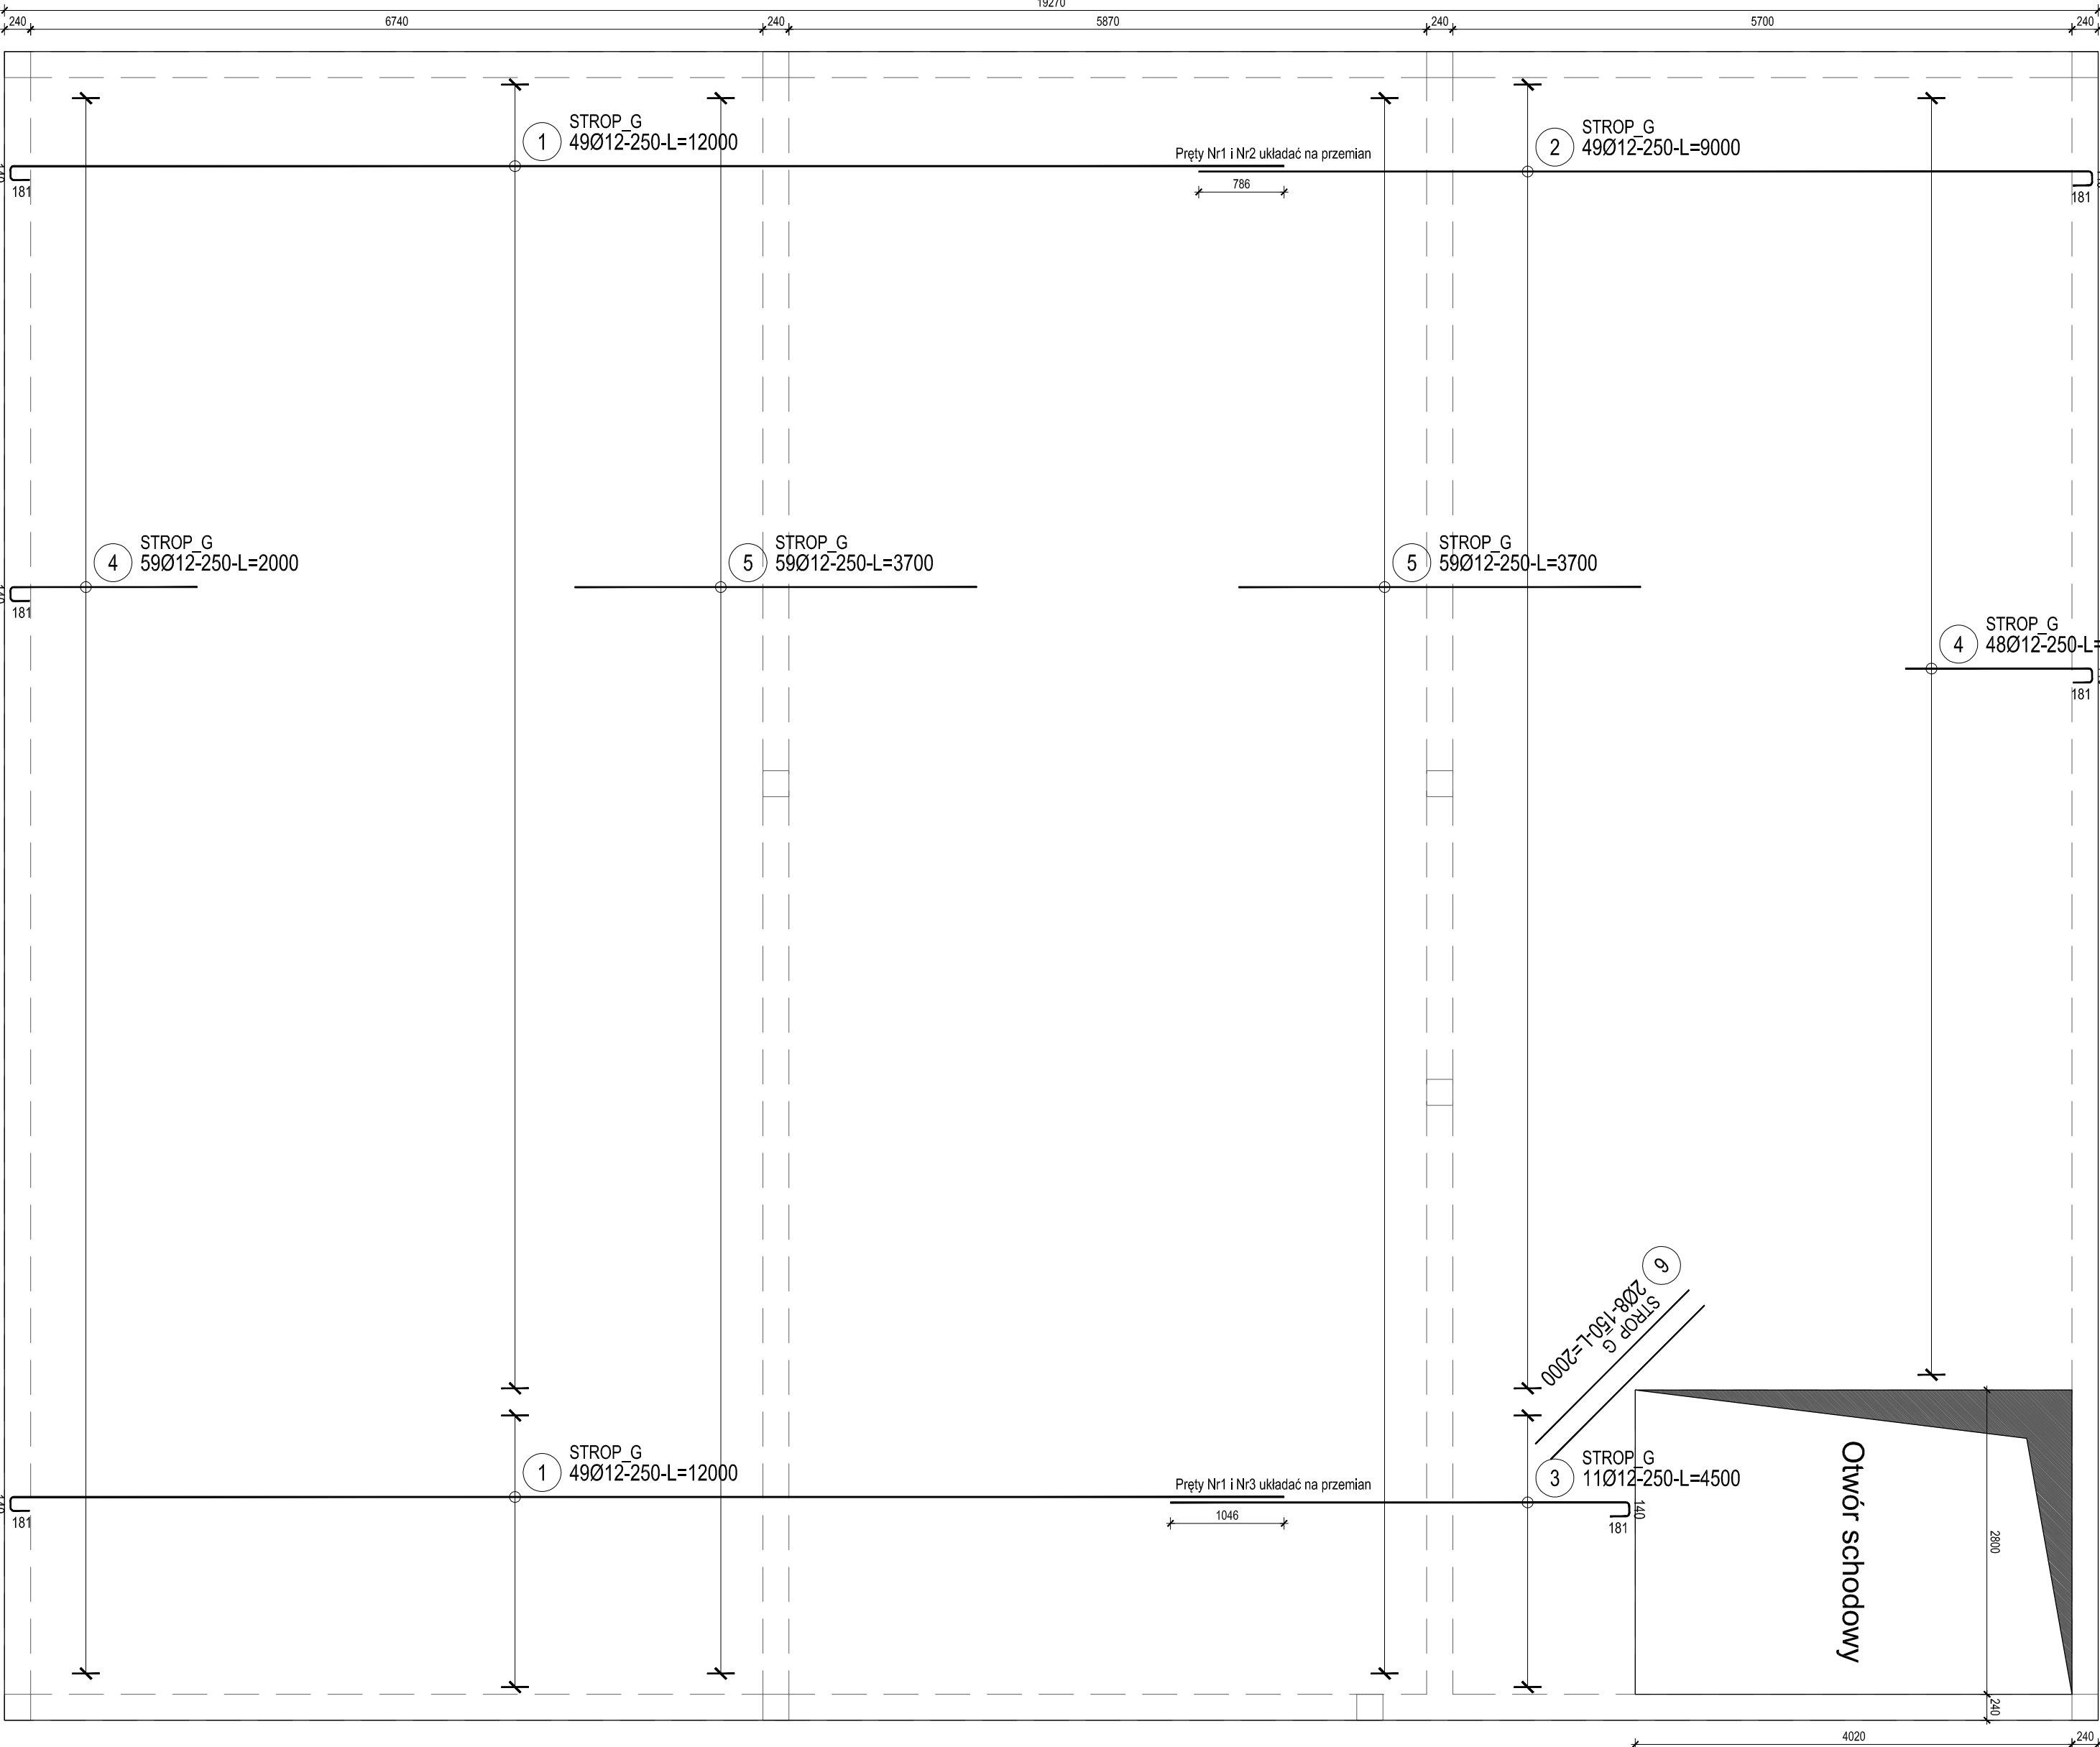 19270
240
6740
240
5870
240
5700
240
1
STROP_G
49Ø12-250-L=12000
Pręty Nr1 i Nr2 układać na przemian
786
2
STROP_G
49Ø12-250-L=9000
181
181
4
STROP_G
59Ø12-250-L=2000
181
5
STROP_G
59Ø12-250-L=3700
5
STROP_G
59Ø12-250-L=3700
4
STROP_G
48Ø12-250-L=
181
6
STROP_G
2Ø8-150-L=2000
1
STROP_G
49Ø12-250-L=12000
181
Pręty Nr1 i Nr3 układać na przemian
1046
3
STROP_G
11Ø12-250-L=4500
140
181
Otwór schodowy
2800
240
4020
240